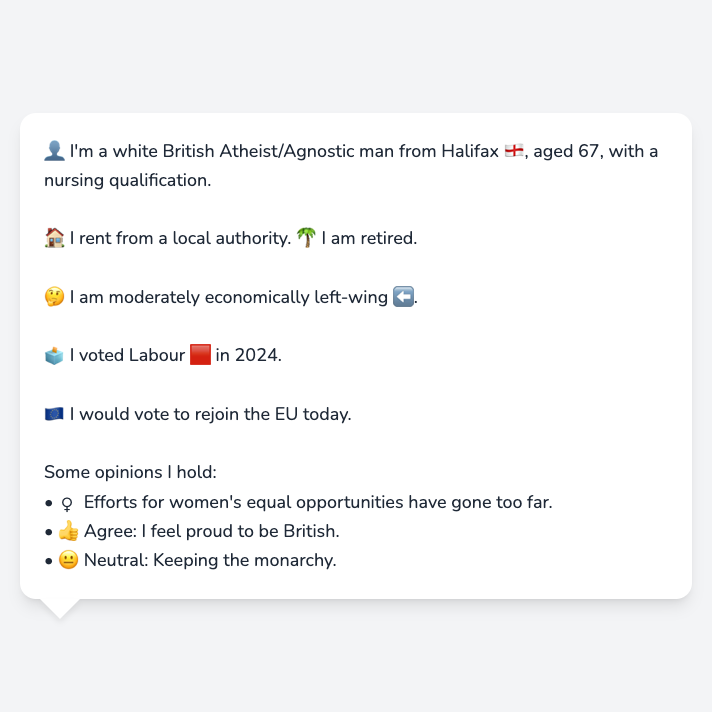 👤 I'm a white British Atheist/Agnostic man from Halifax 🏴󠁧󠁢󠁥󠁮󠁧󠁿, aged 67, with a
nursing qualification.
🏠 I rent from a local authority. 🌴 I am retired.
🤔 I am moderately economically left-wing ⬅️.
🗳️ I voted Labour 🟥 in 2024.
🇪🇺 I would vote to rejoin the EU today.
Some opinions I hold:
• ♀ Efforts for women's equal opportunities have gone too far.
• 👍 Agree: I feel proud to be British.
• 😐 Neutral: Keeping the monarchy.